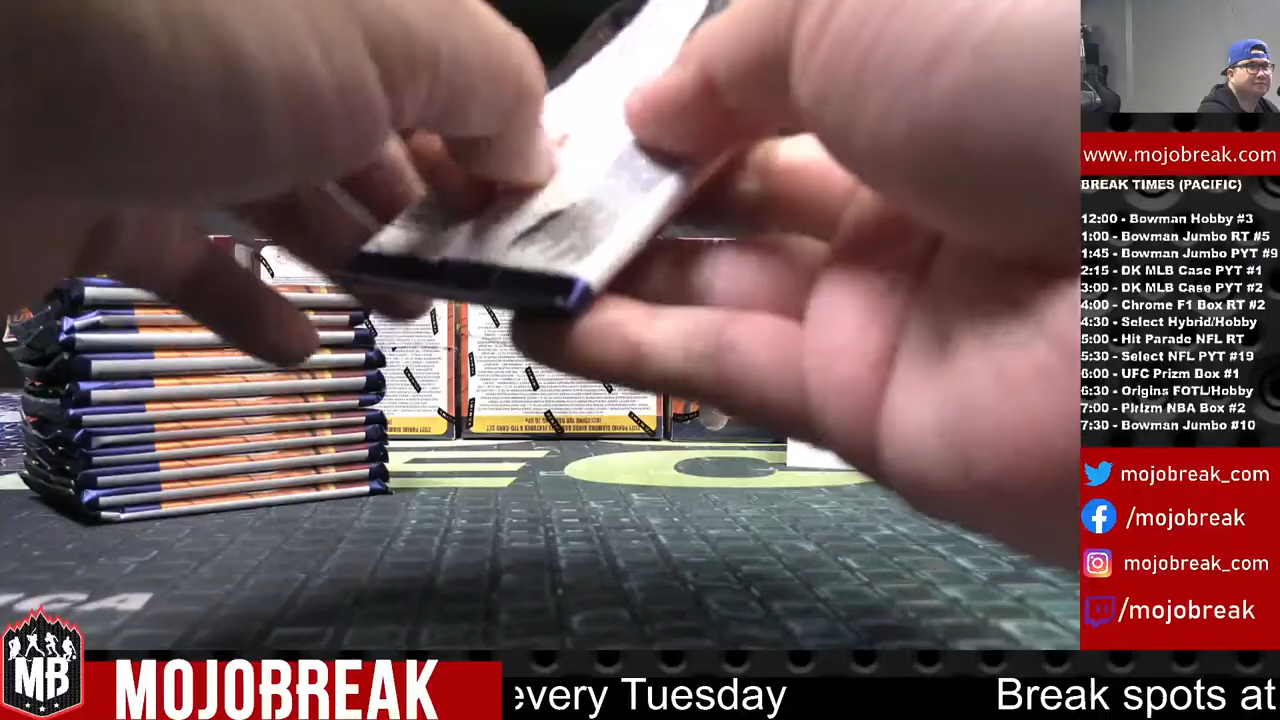 www.mojobreak.com
BREAK TIMES (PACIFIC)
12:00 - Bowman Hobby #3
1:00 - Bowman Jumbo RT #5
1:45 - Bowman Jumbo PYT #9
2:15 - DK MLB Case PYT #1
3:00 - DK MLB Case PYT #2
4:00 - Chrome F1 Box RT #2
4:30 - Select Hybrid/Hobby
5:00 - Hit Parade NFL RT
5:30 - Select NFL PYT #19
6:00 - UFC Prizm Box #1
Origins FOTL/Hobby
7:00 - Pirizm NBA Box #2
7:30 - Bowman Jumbo #10
mojobreak_com
/mojobreak
mojobreak_com
/mojobreak
MB
MOJOBREAK
every Tuesday
Break spots at